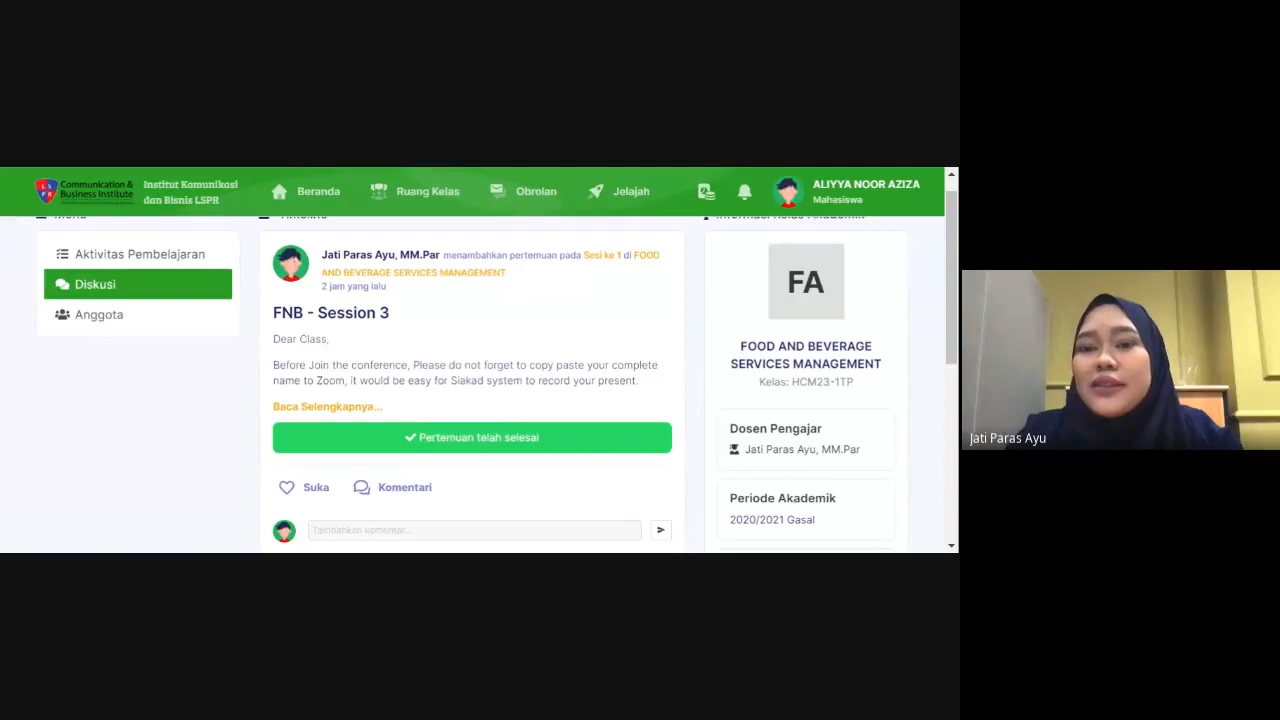 Communication &
Business Institute
Institut Komunikasi
dan Bisnis LSPR
Beranda
Ruang Kelas
Obrolan
Jelajah
ALIYYA NOOR AZIZA
Mahasiswa
Aktivitas Pembelajaran
Diskusi
Anggota
Jati Paras Ayu, MM.Par menambahkan pertemuan pada Sesi ke 1 di FOOD
AND BEVERAGE SERVICES MANAGEMENT
2 jam yang lalu
FNB - Session 3
Dear Class,
Before Join the conference, Please do not forget to copy paste your complete
name to Zoom, it would be easy for Siakad system to record your present.
Baca Selengkapnya...
Pertemuan telah selesai
Suka
Komentari
Tambahkan komentar...
FA
FOOD AND BEVERAGE
SERVICES MANAGEMENT
Kelas: HCM23-1TP
Dosen Pengajar
Jati Paras Ayu, MM.Par
Periode Akademik
2020/2021 Gasal
Jati Paras Ayu